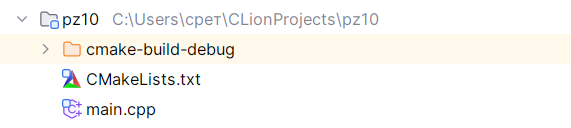 pz10 C:\Users\срет\CLionProjects\pz10
cmake-build-debug
CMakeLists.txt
main.cpp